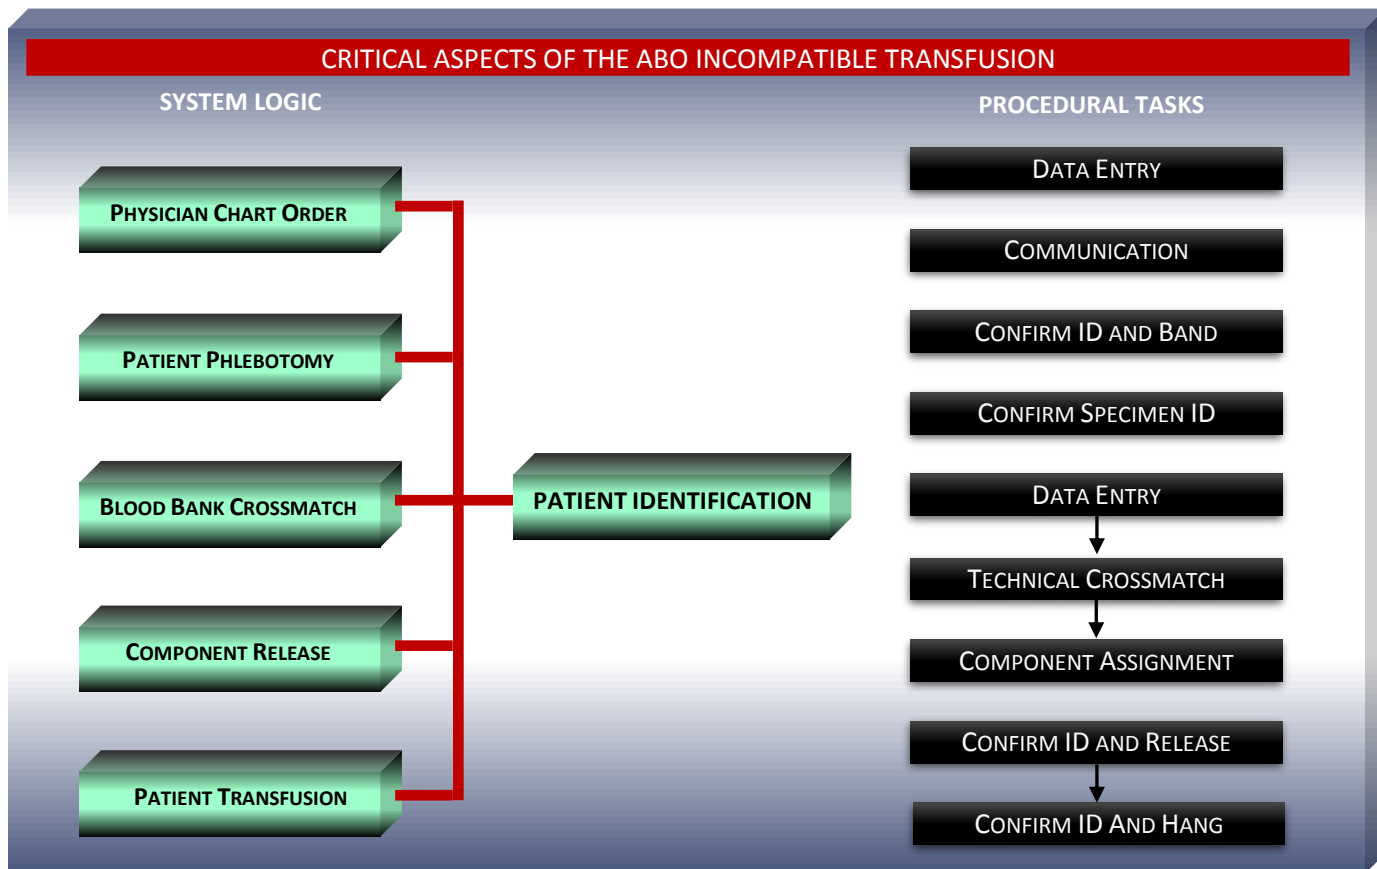 CRITICAL ASPECTS OF THE ABO INCOMPATIBLE TRANSFUSION
SYSTEM LOGIC
PHYSICIAN CHART ORDER
PATIENT PHLEBOTOMY
BLOOD BANK CROSSMATCH
COMPONENT RELEASE
PATIENT TRANSFUSION
PATIENT IDENTIFICATION
PROCEDURAL TASKS
DATA ENTRY
COMMUNICATION
CONFIRM ID AND BAND
CONFIRM SPECIMEN ID
DATA ENTRY
TECHNICAL CROSSMATCH
COMPONENT ASSIGNMENT
CONFIRM ID AND RELEASE
CONFIRM ID AND HANG